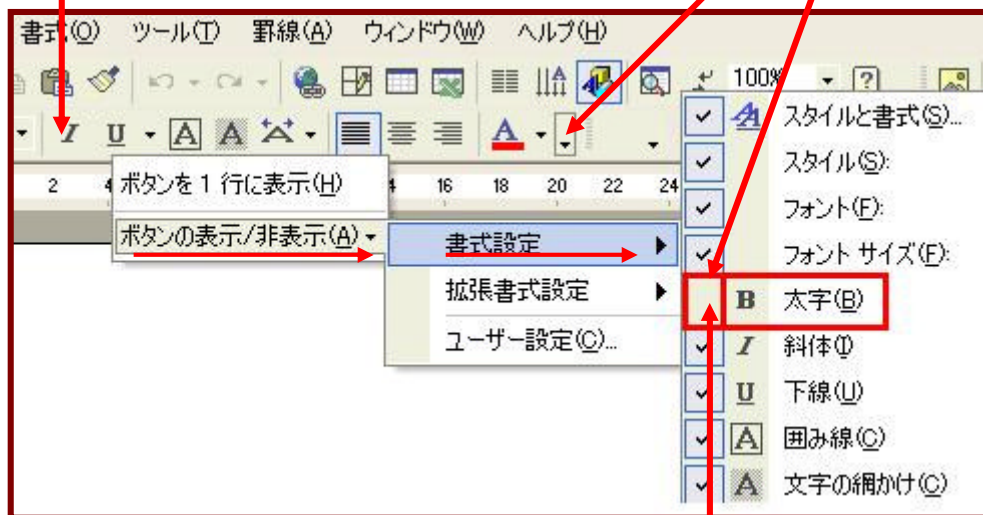 書式(O) ツール(T) 罫線(A) ウィンドウ(W) ヘルプ(H)
100%
2 4 16 18 20 22 24
ボタンを 1 行に表示(H)
ボタンの表示/非表示(A)
書式設定
拡張書式設定
ユーザー設定(C)...
スタイルと書式(S)...
スタイル(S):
フォント(F):
フォント サイズ(F):
B 太字(B)
I 斜体(I)
U 下線(U)
A 囲み線(C)
A 文字の網かけ(C)